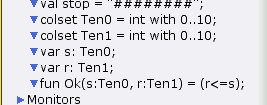 val stop = "########";
colset Ten0 = int with 0..10;
colset Ten1 = int with 0..10;
var s: Ten0;
var r: Ten1;
fun Ok(s:Ten0, r:Ten1) = (r<=s);
Monitors